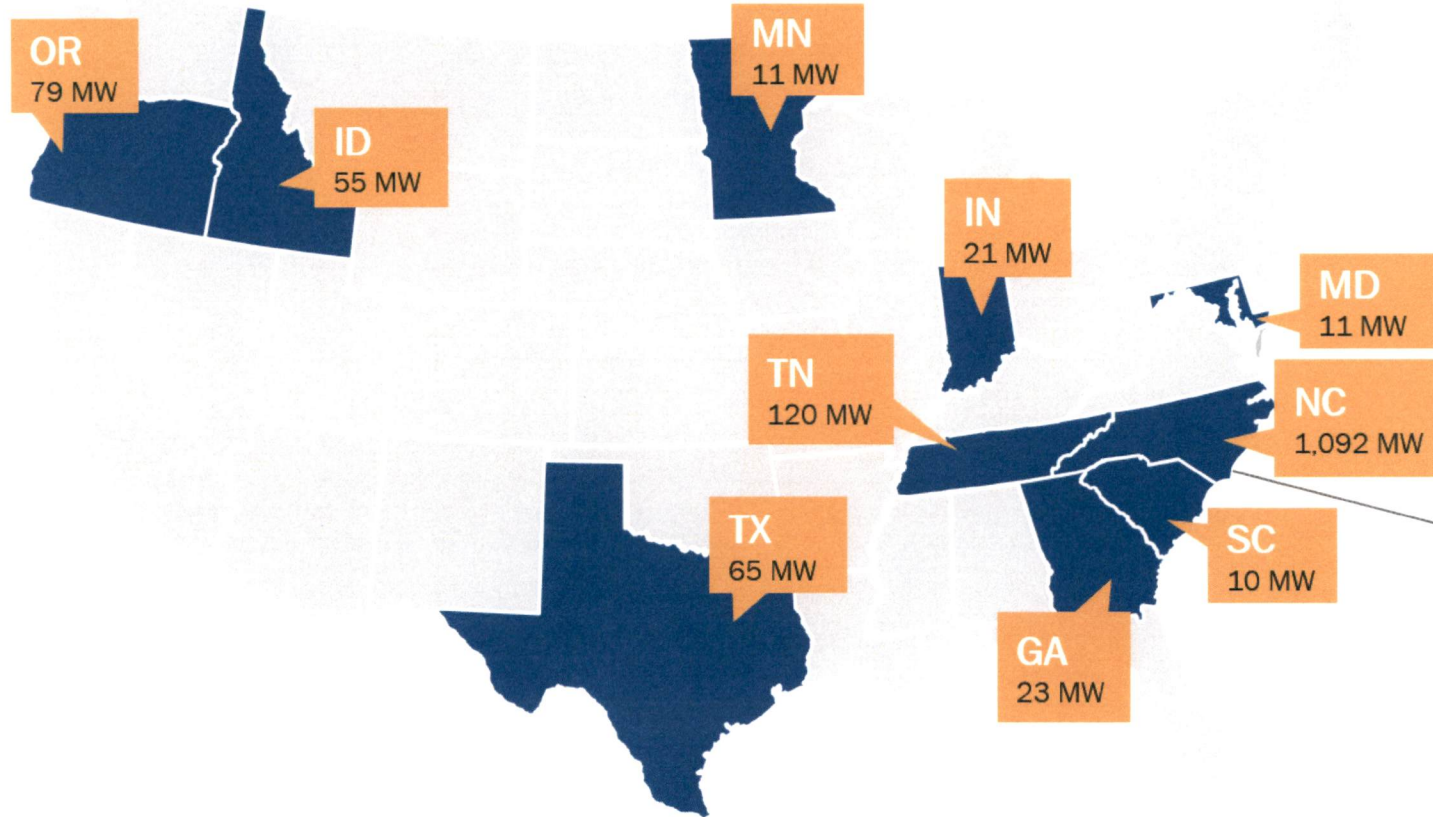 OR
79 MW
ID
55 MW
MN
11 MW
IN
21 MW
MD
11 MW
TN
120 MW
NC
1,092 MW
TX
65 MW
SC
10 MW
GA
23 MW